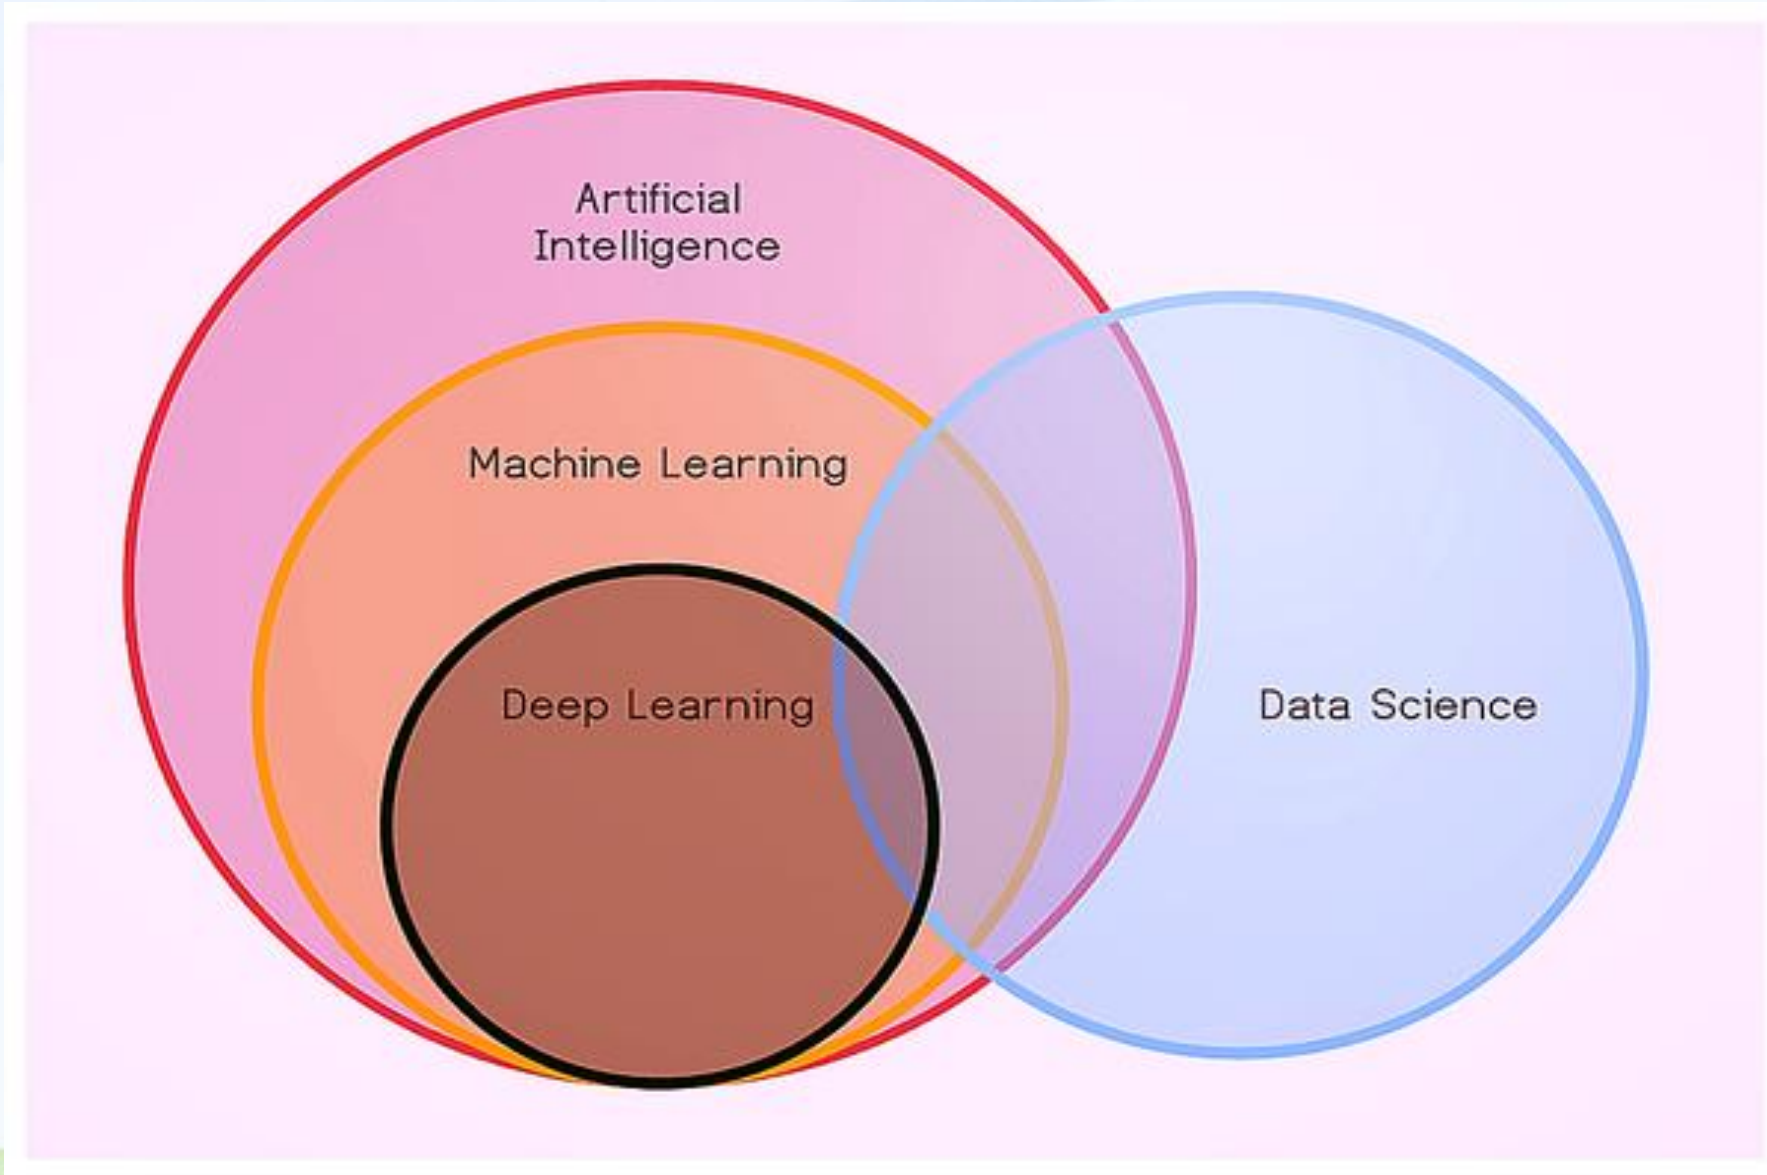 Artificial
Intelligence
Machine Learning
Deep Learning
Data Science